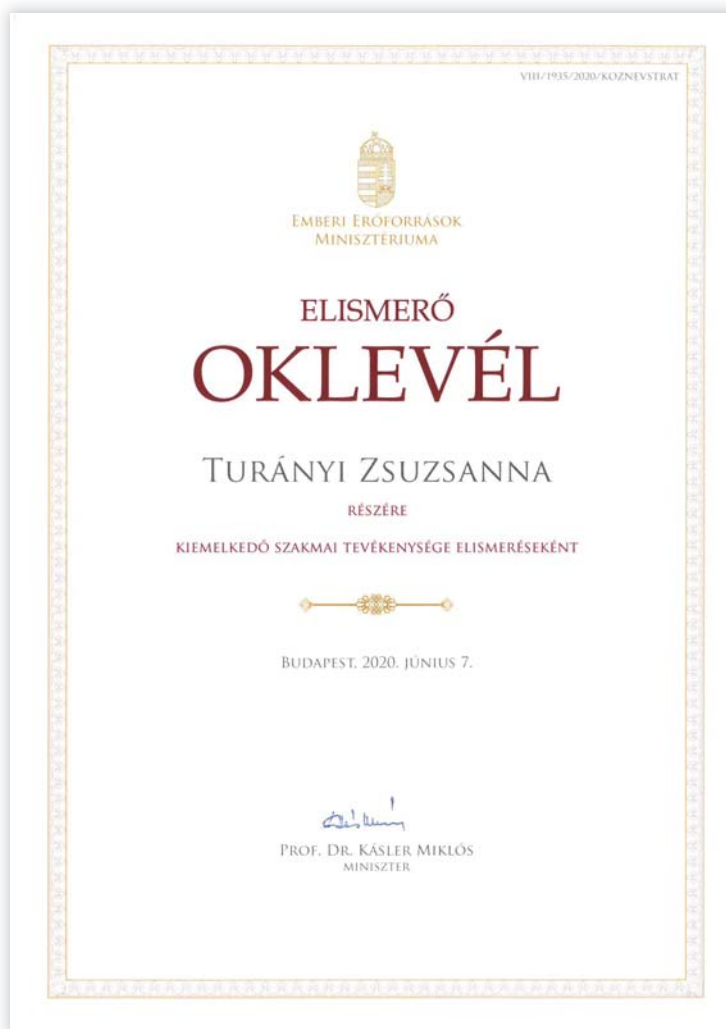 VIII/1935/2020/KOZNEVSTRAT
EMBERI ERŐFORRÁSOK
MINISZTÉRIUMA
ELISMERŐ
OKLEVÉL
TURÁNYI ZSUZSANNA
RÉSZÉRE
KIEMELKEDŐ SZAKMAI TEVÉKENYSÉGE ELISMERÉSEKÉNT
BUDAPEST, 2020. JÚNIUS 7.
PROF. DR. KÁSLER MIKLÓS
MINISZTER